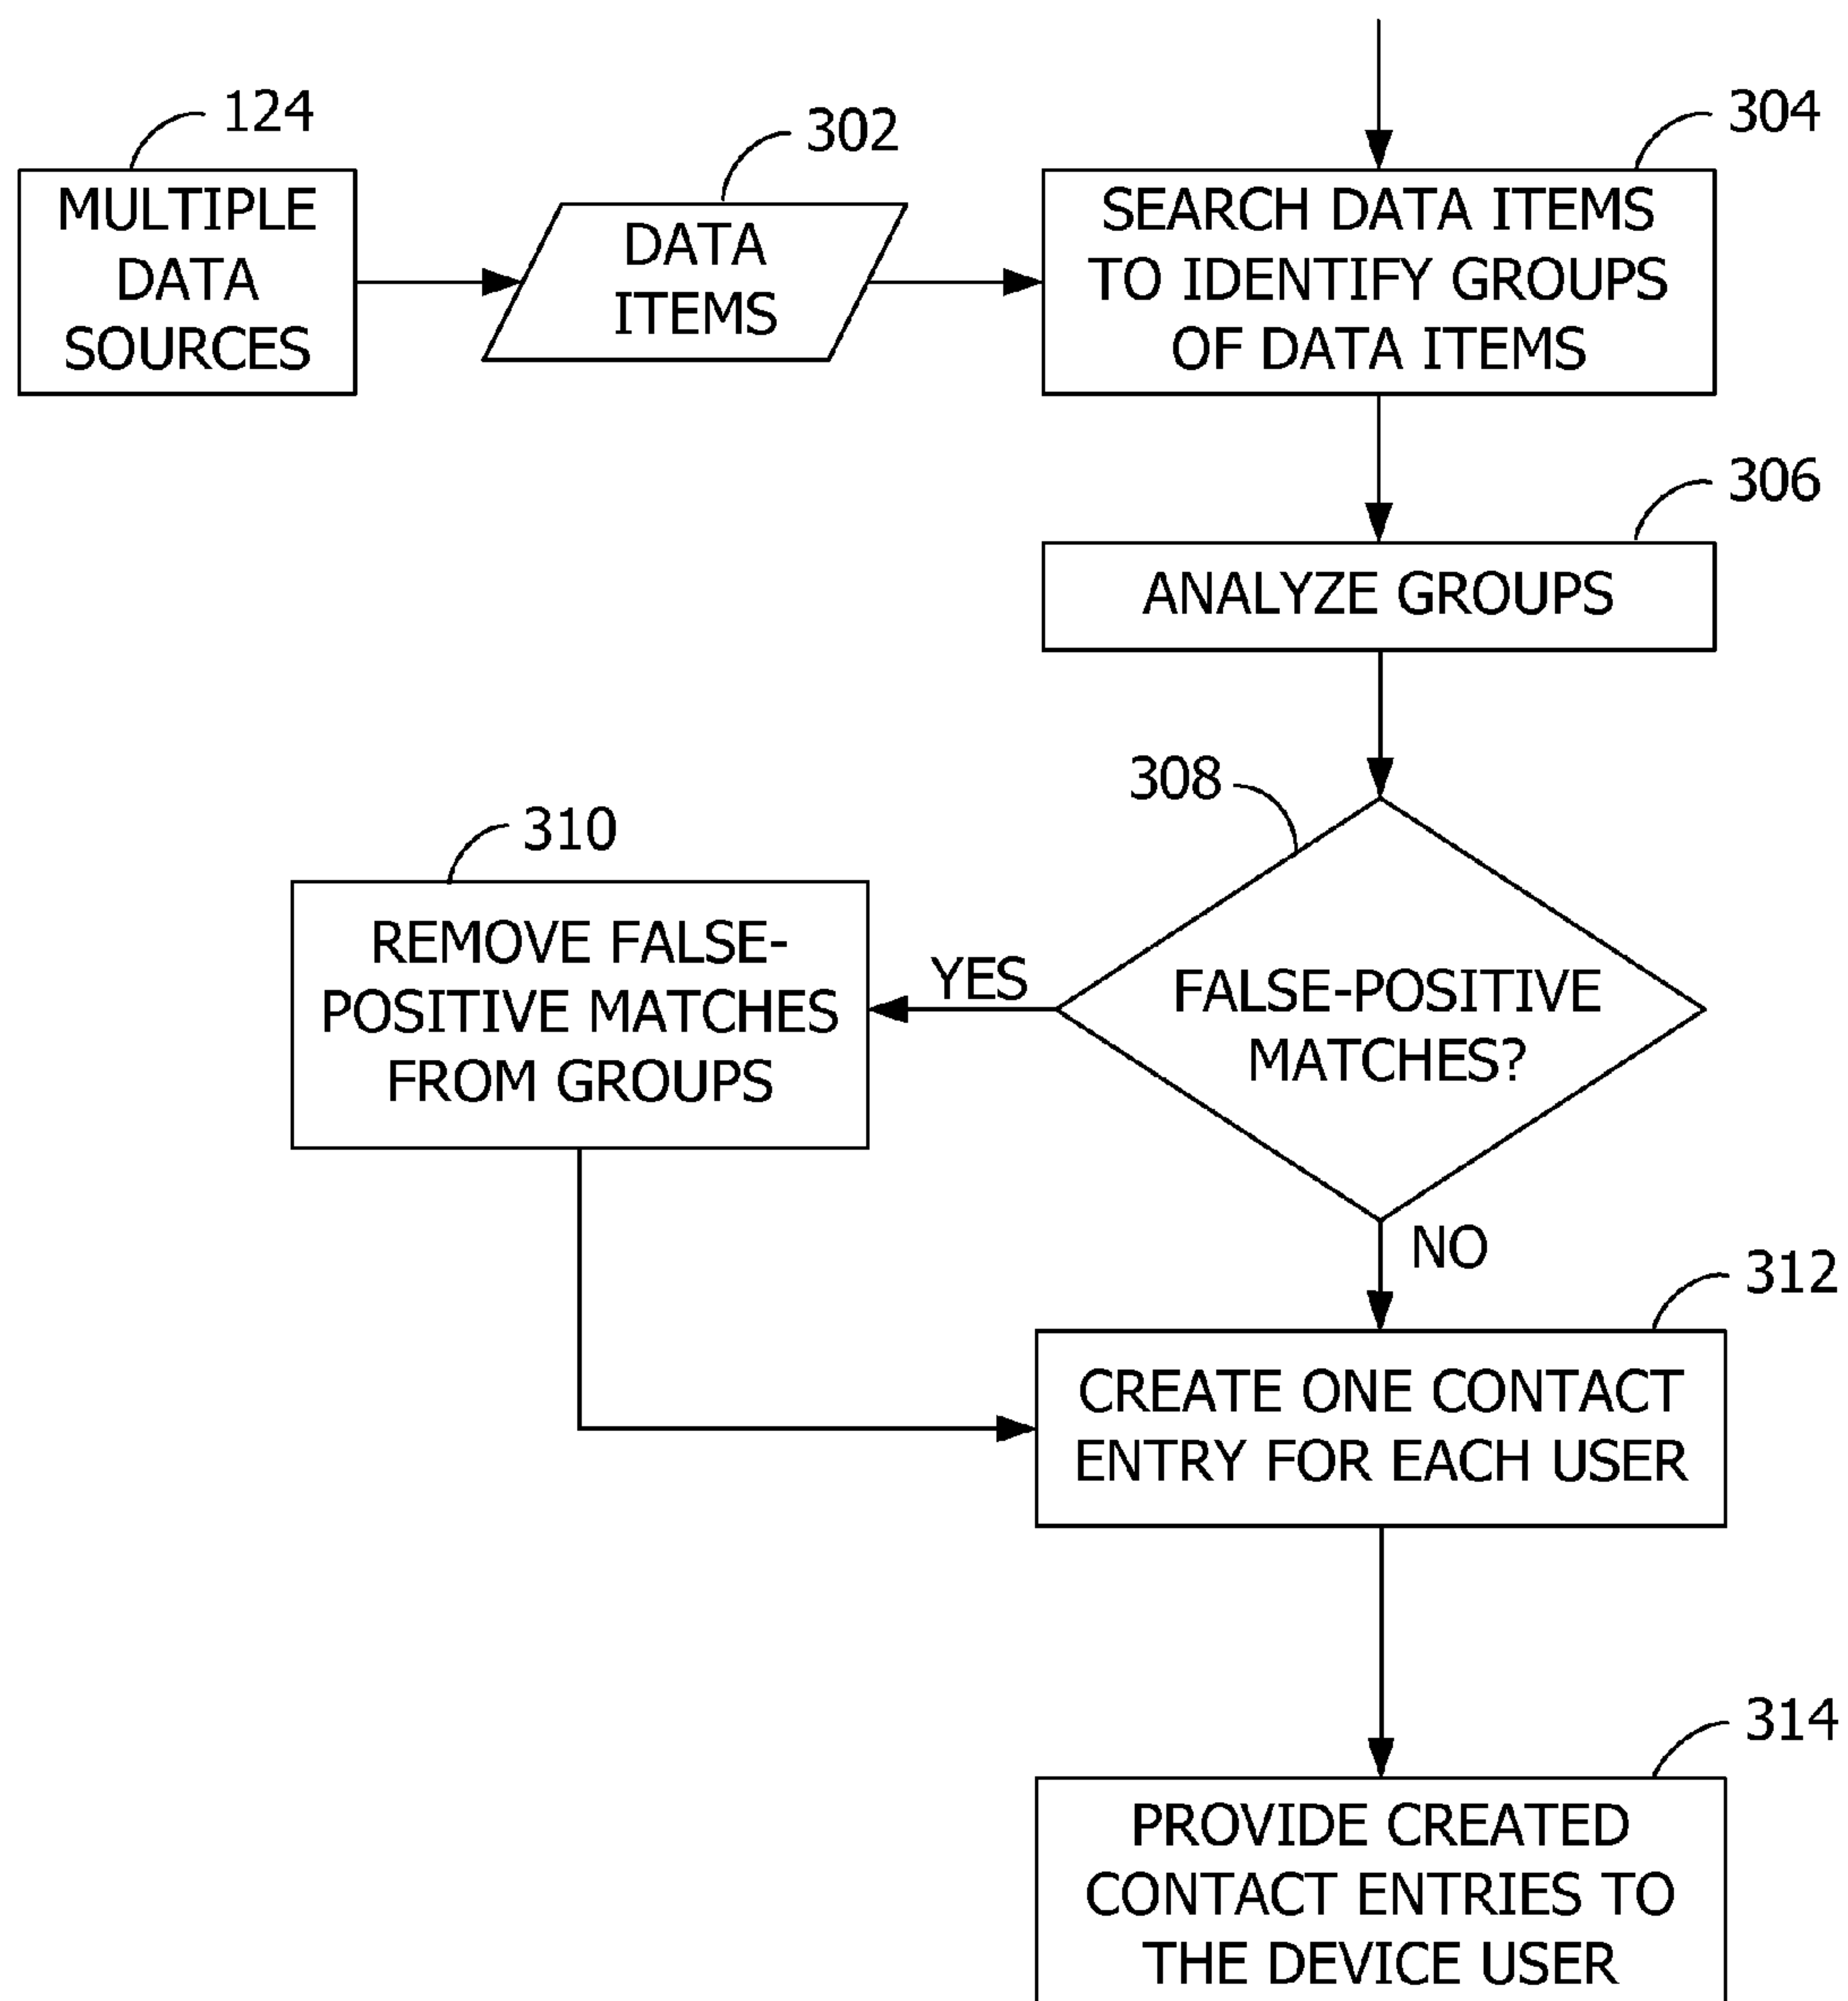 124
MULTIPLE
DATA
SOURCES
302
DATA
ITEMS
304
SEARCH DATA ITEMS
TO IDENTIFY GROUPS
OF DATA ITEMS
306
ANALYZE GROUPS
308
FALSE-POSITIVE
MATCHES?
YES
310
REMOVE FALSE-
POSITIVE MATCHES
FROM GROUPS
NO
312
CREATE ONE CONTACT
ENTRY FOR EACH USER
314
PROVIDE CREATED
CONTACT ENTRIES TO
THE DEVICE USER